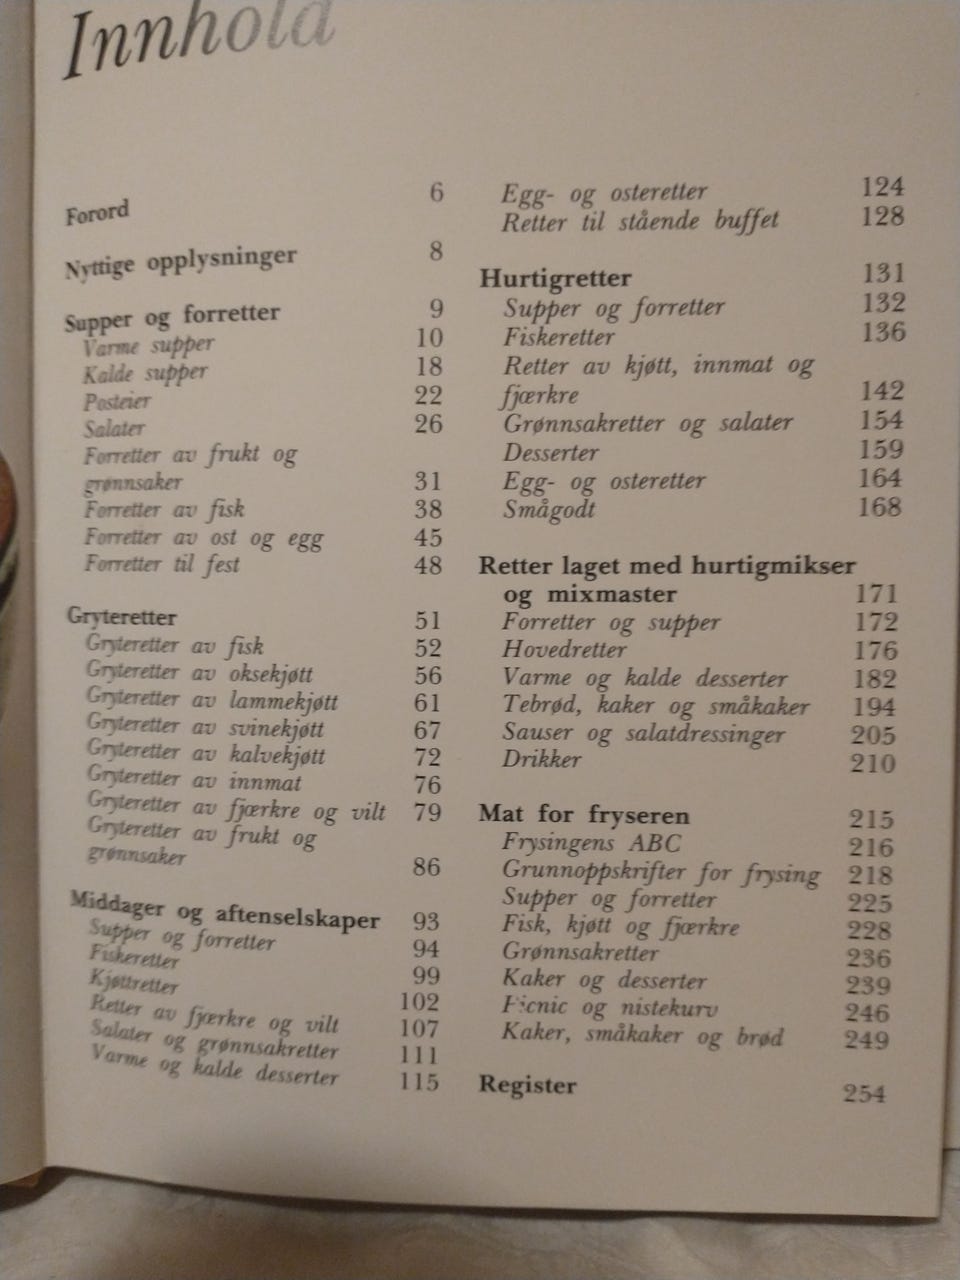 Innhold
Forord 6
Nyttige opplysninger 8
Supper og forretter 9
Varme supper 10
Kalde supper 18
Posteier 22
Salater 26
Forretter av frukt og
grønnsaker 31
Forretter av fisk 38
Forretter av ost og egg 45
Forretter til fest 48
Gryteretter 51
Gryteretter av fisk 52
Gryteretter av oksekjøtt 56
Gryteretter av lammekjøtt 61
Gryteretter av svinekjøtt 67
Gryteretter av kalvekjøtt 72
Gryteretter av innmat 76
Gryteretter av fjærkre og vilt 79
Gryteretter av frukt og
grønnsaker 86
Middager og aftenselskaper 93
Supper og forretter 94
Fiskeretter 99
Kjøttretter 102
Retter av fjærkre og vilt 107
Salater og grønnsakretter 111
Varme og kalde desserter 115
Egg- og osteretter 124
Retter til stående buffet 128
Hurtigretter 131
Supper og forretter 132
Fiskeretter 136
Retter av kjøtt, innmat og
fjærkre 142
Grønnsakretter og salater 154
Desserter 159
Egg- og osteretter 164
Smågodt 168
Retter laget med hurtigmikser
og mixmaster 171
Forretter og supper 172
Hovedretter 176
Varme og kalde desserter 182
Tebrød, kaker og småkaker 194
Sauser og salatdressinger 205
Drikker 210
Mat for fryseren 215
Frysingens ABC 216
Grunnoppskrifter for frysing 218
Supper og forretter 225
Fisk, kjøtt og fjærkre 228
Grønnsakretter 236
Kaker og desserter 239
Picnic og nistekurv 246
Kaker, småkaker og brød 249
Register 254